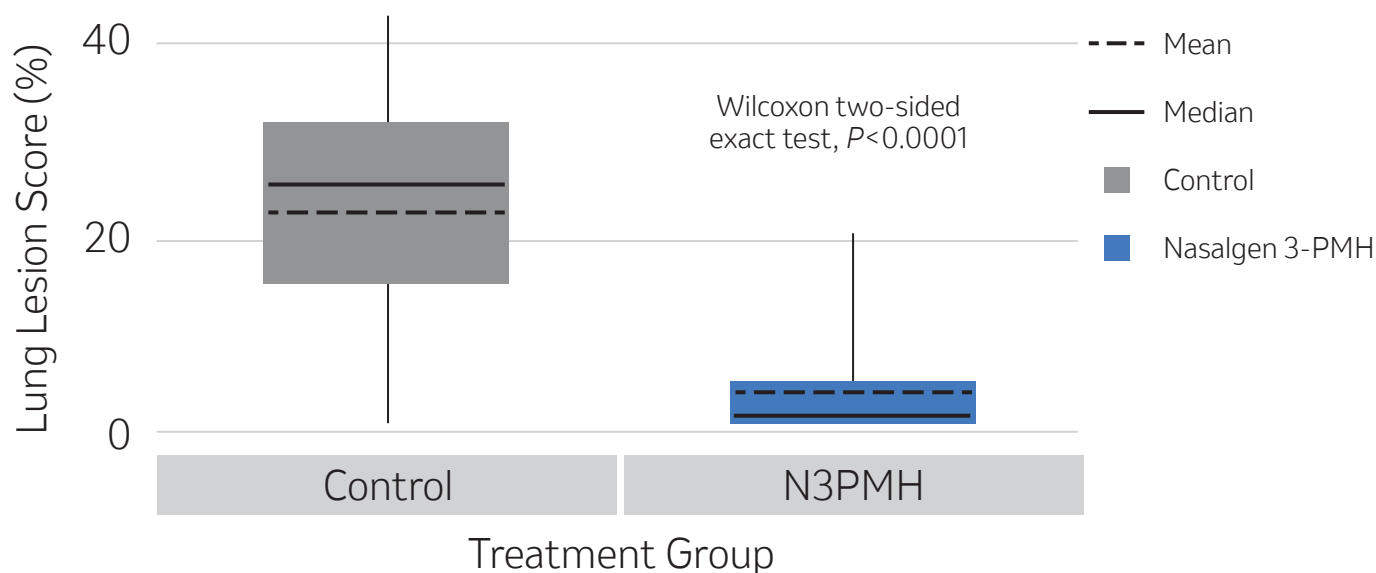 Lung Lesion Score (%)
40
20
0
Wilcoxon two-sided
exact test, P<0.0001
Mean
Median
Control
Nasalgen 3-PMH
Control
N3PMH
Treatment Group